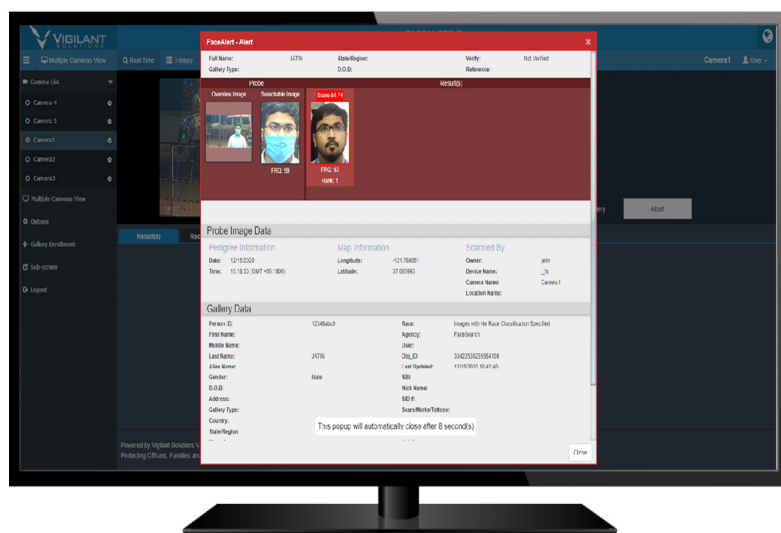 VIGILANT
SOLUTIONS
Multiple Cameras View
Real Time
History
Camera1
User
Camera List
Camera 4
Camera 5
Camera1
Camera2
Camera3
Multiple Cameras View
Options
Gallery Enrollment
Sub-screen
Logout
Result(s)
Abort
Powered by Vigilant Solutions
Protecting Officers, Families and
FaceAlert - Alert
x
Full Name: JATIN State/Region: Verify: Not Verified
Gallery Type: D.O.B: Reference:
Probe Result(s)
Overview Image Searchable Image Score 84.74
FRQ: 59 FRQ: 63
Rank: 1
Probe Image Data
Pedigree Information Map Information Scanned By
Date: 12/15/2020 Longitude: Owner: jatin
Time: Latitude: Device Name:
Camera Name: Camera1
Location Name:
Gallery Data
Person ID: Race: Images with No Race Classification Specified
First Name: Agency: FaceSearch
Middle Name: User:
Last Name: JATIN Obj_ID:
Alias Name: Last Updated:
Gender: Male SBI:
D.O.B: Nick Name:
Address: SID #:
Gallery Type: Scars/Marks/Tattoos:
Country:
State/Region:
This popup will automatically close after 8 second(s)
Close